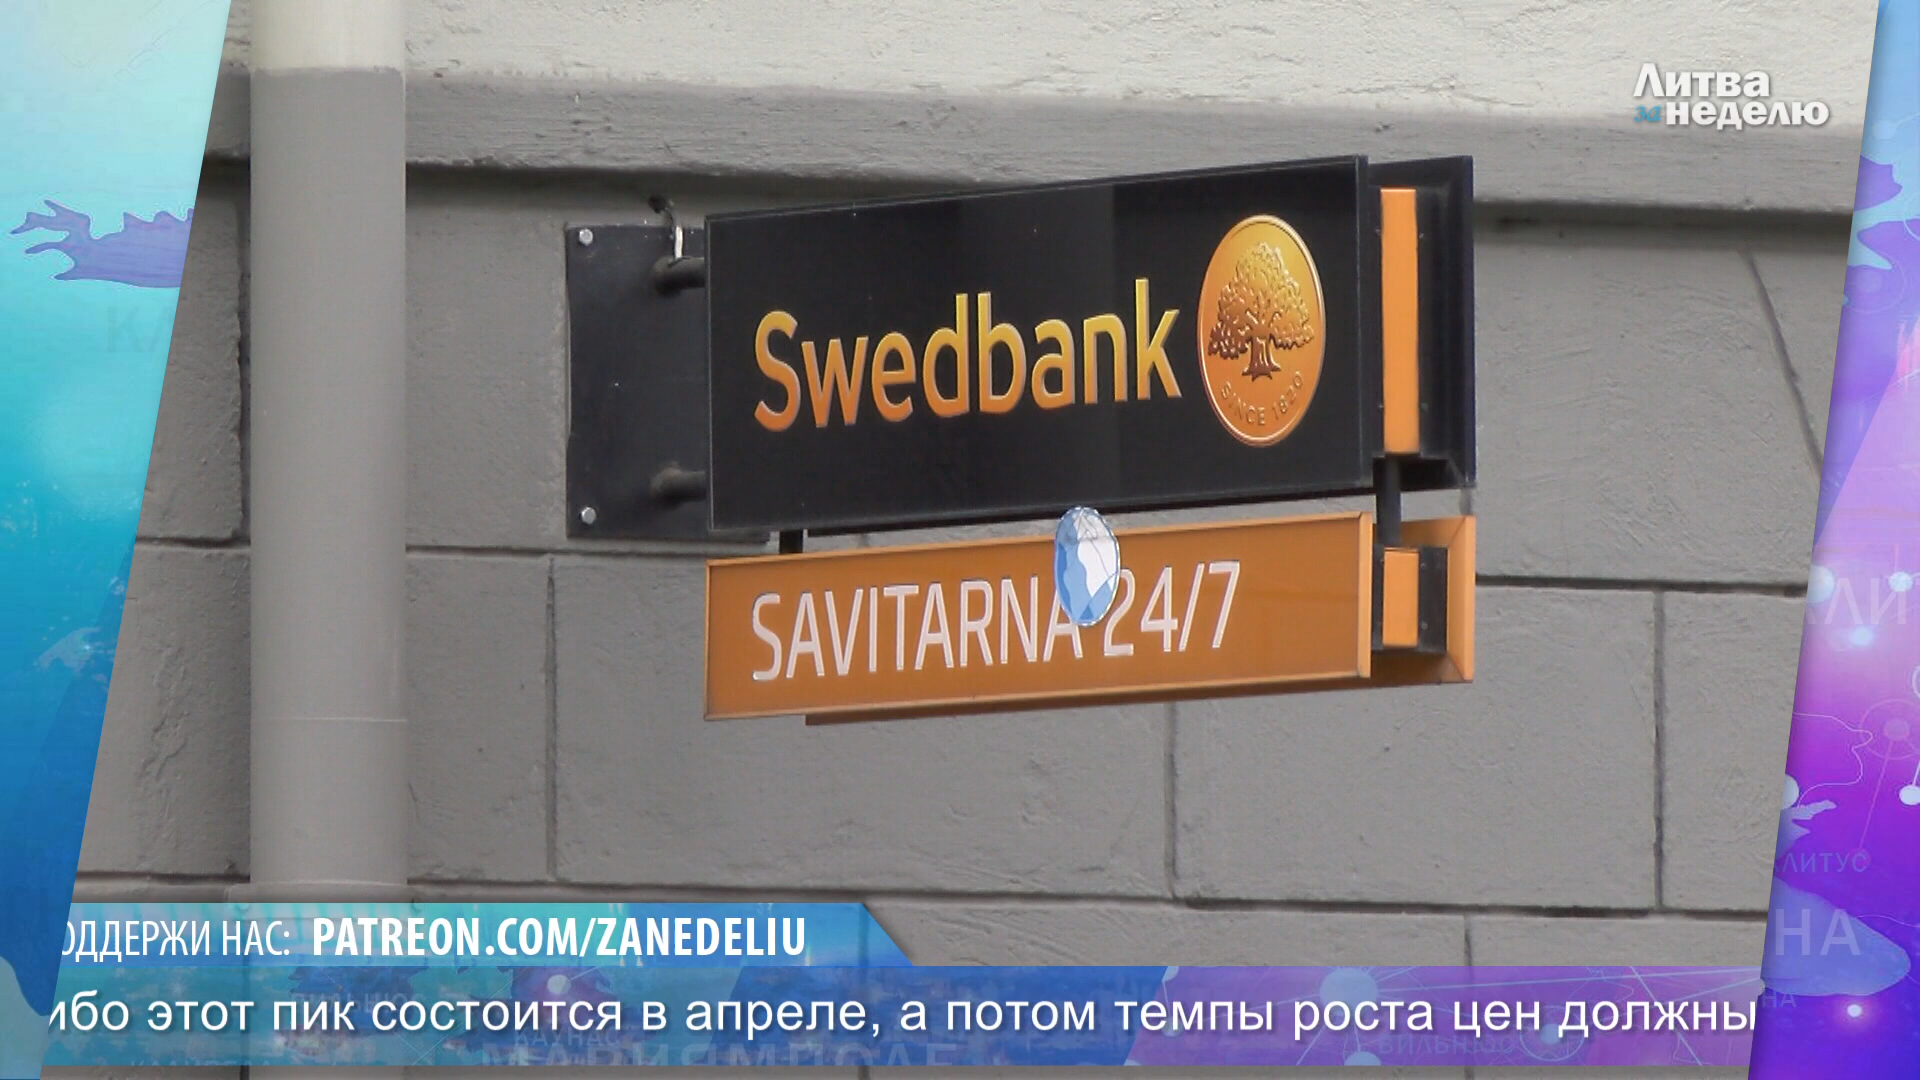 Литва
за неделю
Swedbank
SINCE 1820
SAVITARNA 24/7
ОДДЕРЖИ НАС: PATREON.COM/ZANEDELIU
ибо этот пик состоится в апреле, а потом темпы роста цен должны